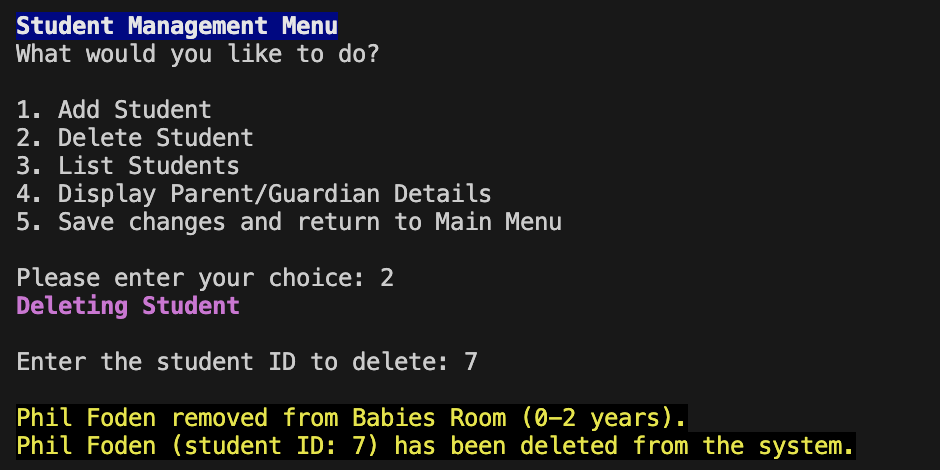 Student Management Menu
What would you like to do?
1. Add Student
2. Delete Student
3. List Students
4. Display Parent/Guardian Details
5. Save changes and return to Main Menu
Please enter your choice: 2
Deleting Student
Enter the student ID to delete: 7
Phil Foden removed from Babies Room (0–2 years).
Phil Foden (student ID: 7) has been deleted from the system.